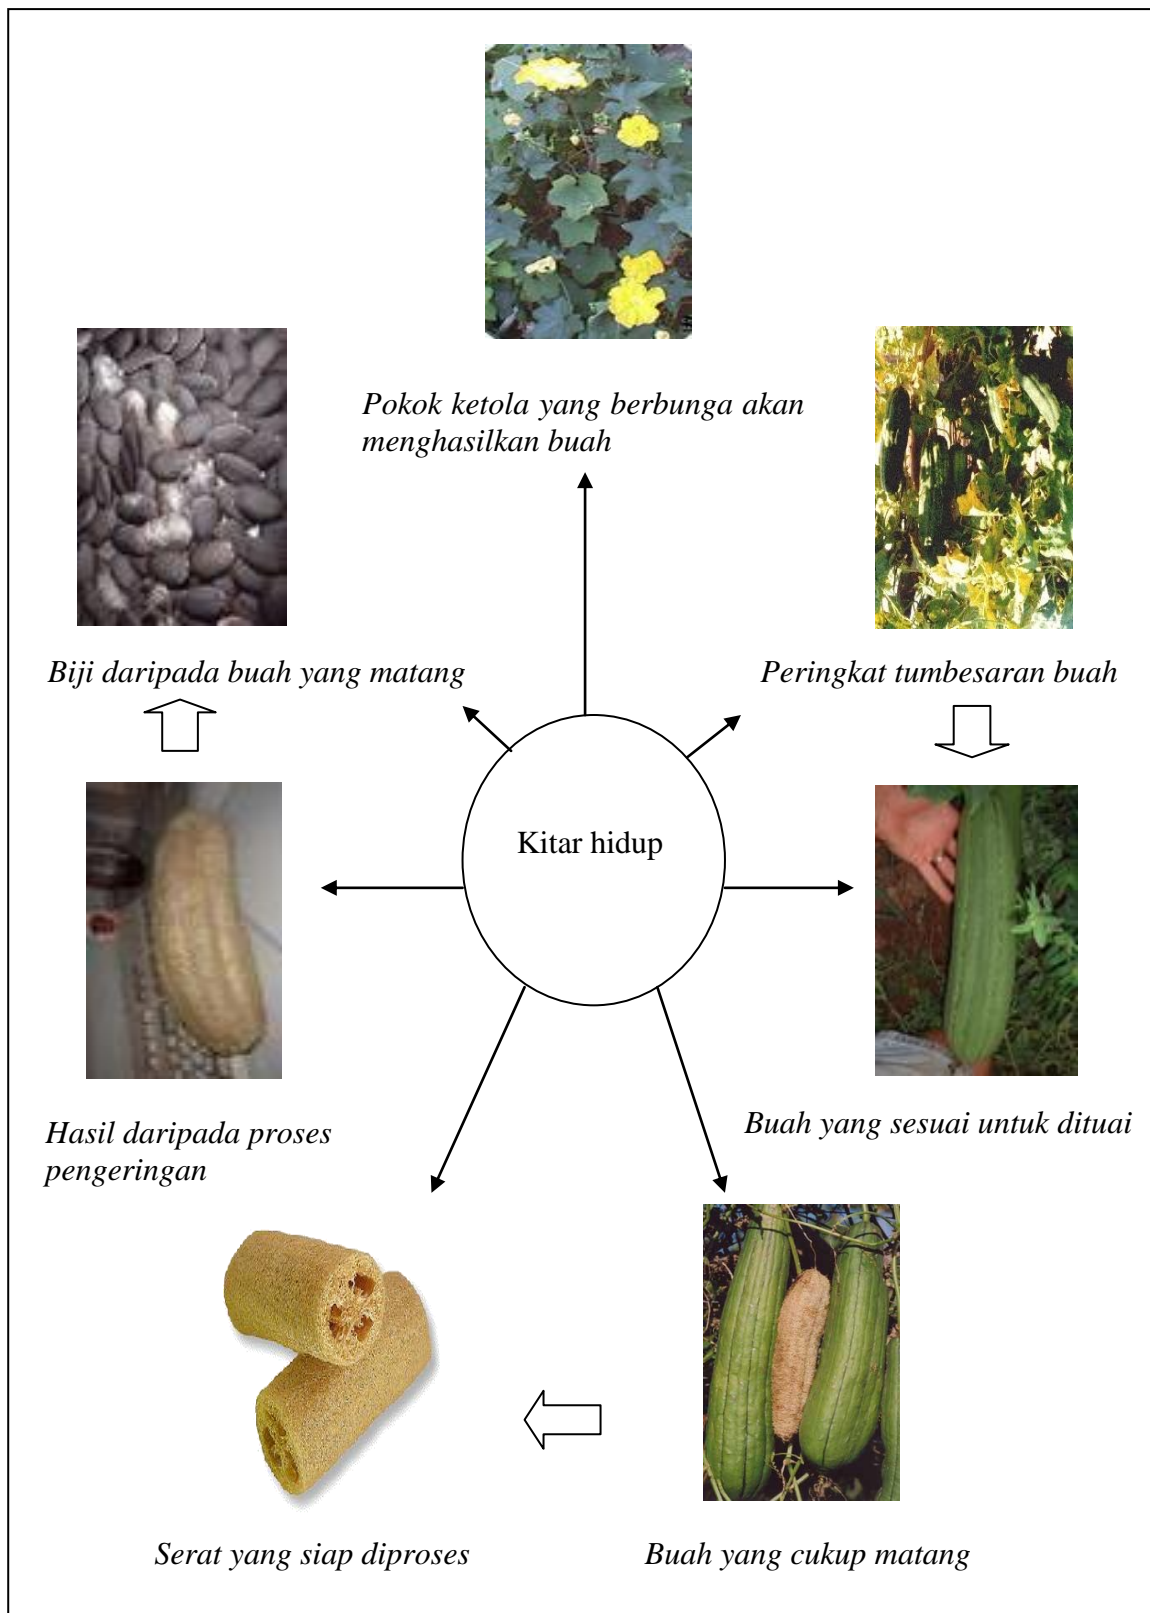 Pokok ketola yang berbunga akan
menghasilkan buah
Biji daripada buah yang matang
Peringkat tumbesaran buah
Kitar hidup
Hasil daripada proses
pengeringan
Buah yang sesuai untuk dituai
Serat yang siap diproses
Buah yang cukup matang